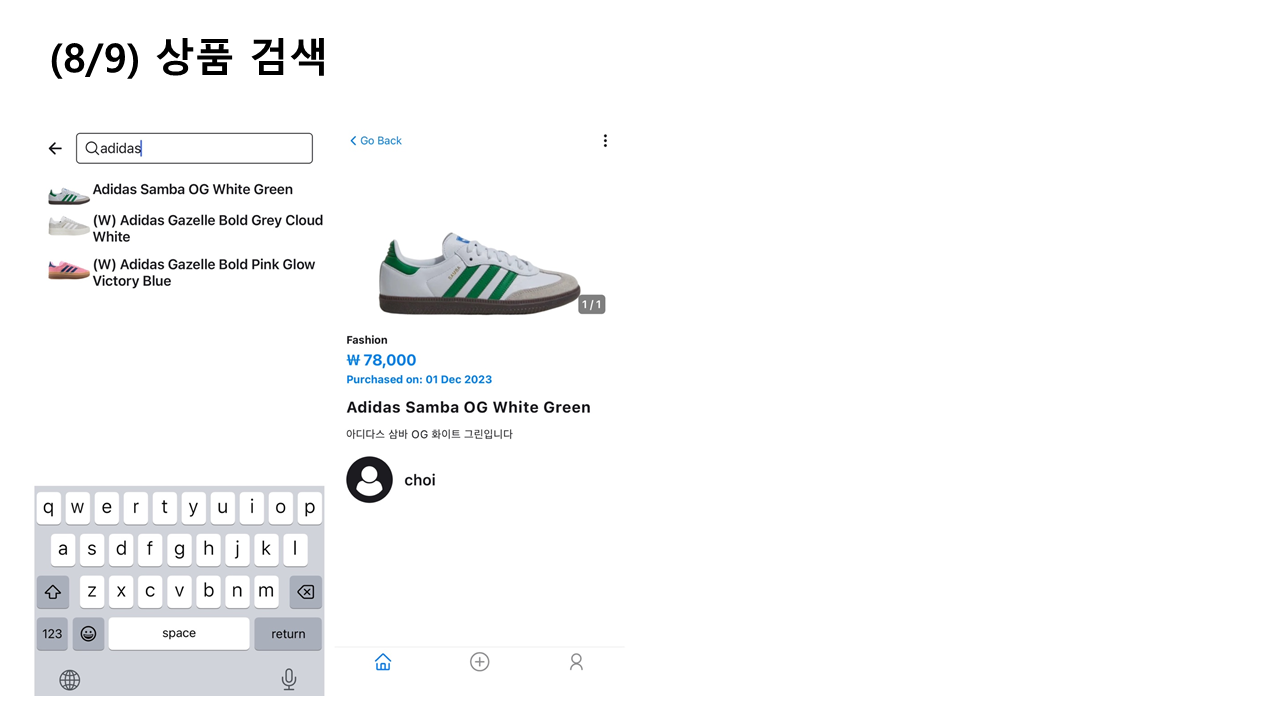 (8/9) 상품 검색
adidas
Adidas Samba OG White Green
(W) Adidas Gazelle Bold Grey Cloud
White
(W) Adidas Gazelle Bold Pink Glow
Victory Blue
q w e r t y u i o p
a s d f g h j k l
z x c v b n m
123 space return
Go Back
SAMBA
1 / 1
Fashion
₩ 78,000
Purchased on: 01 Dec 2023
Adidas Samba OG White Green
아디다스 삼바 OG 화이트 그린입니다
choi